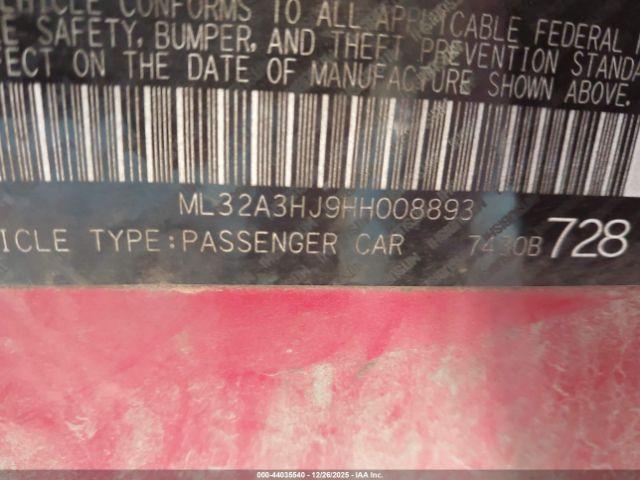 VEHICLE CONFORMS TO ALL APPLICABLE FEDERAL
SAFETY, BUMPER, AND THEFT PREVENTION STANDA
FECT ON THE DATE OF MANUFACTURE SHOWN ABOVE.
ML32A3HJ9HH008893
ICLE TYPE:PASSENGER CAR 7430B 728
000-44035540 - 12/26/2025 - IAA Inc.